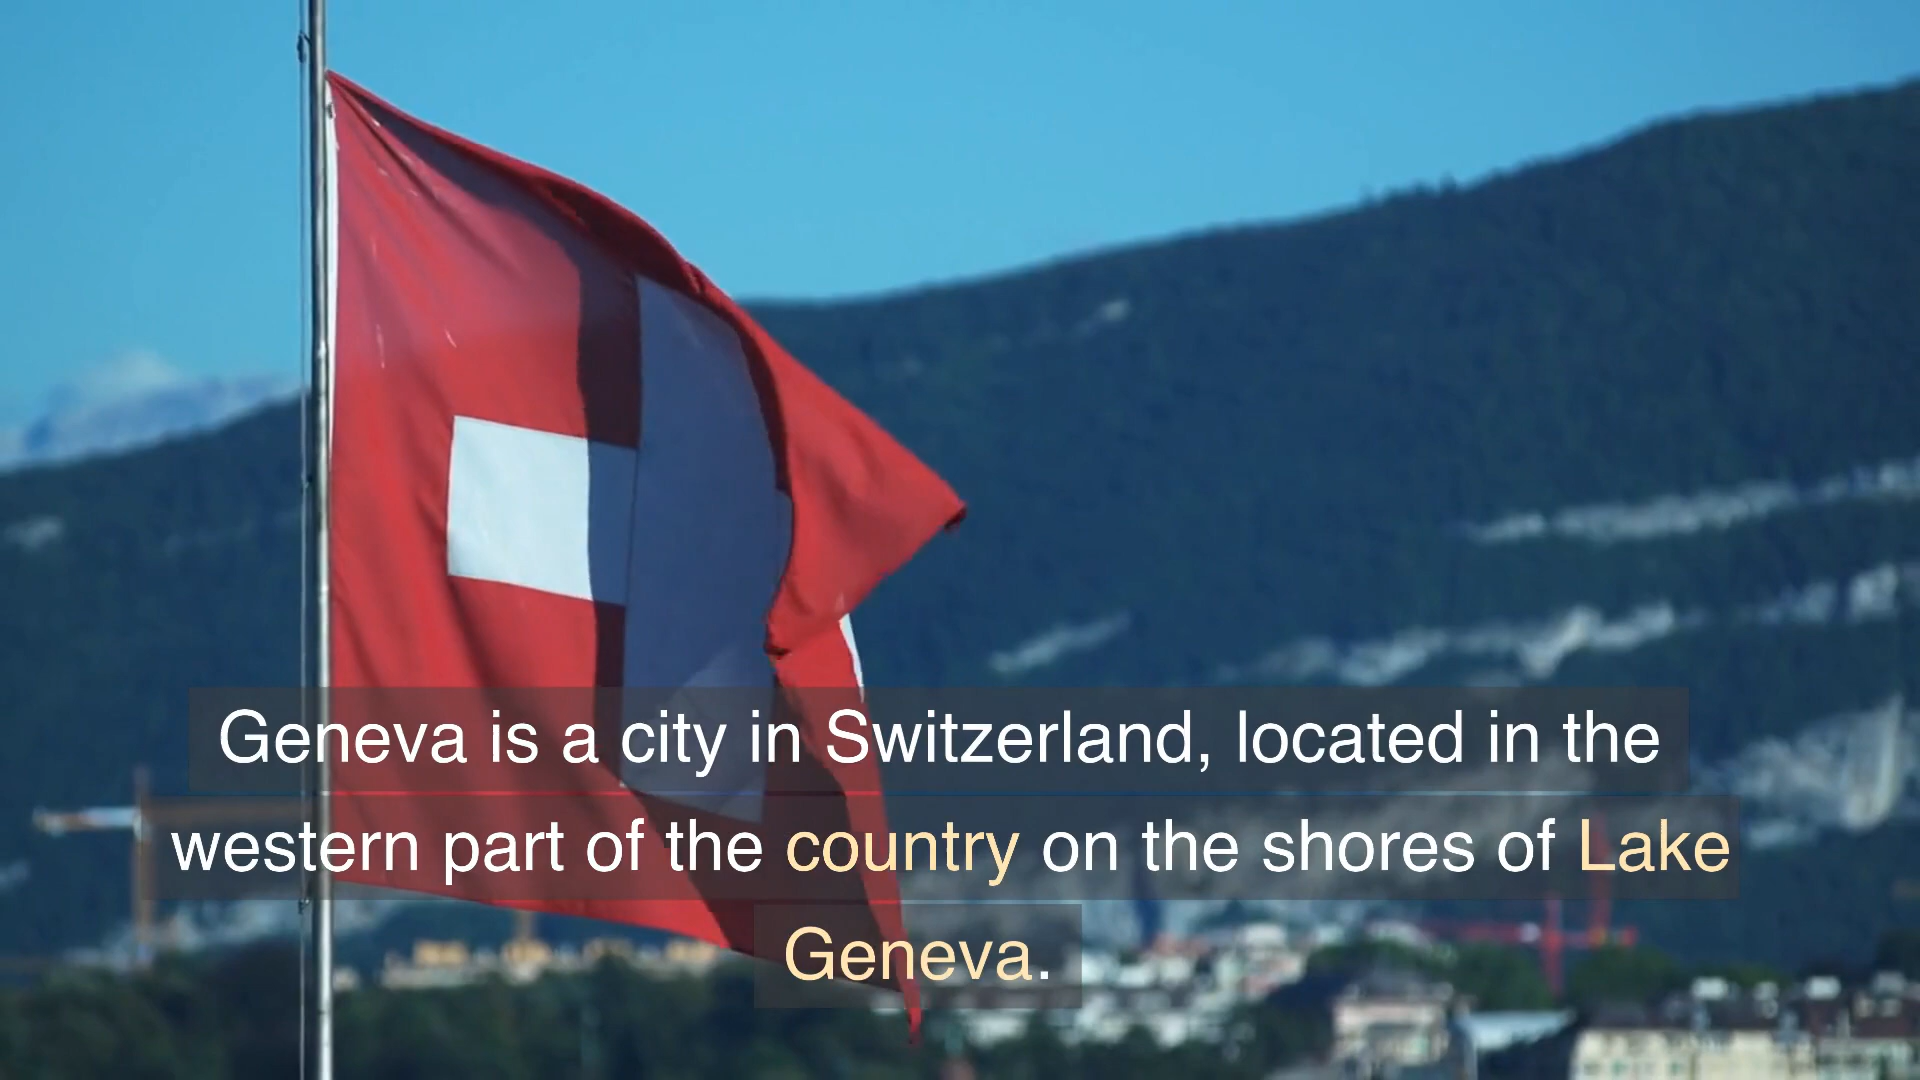 Geneva is a city in Switzerland, located in the
western part of the country on the shores of Lake
Geneva.